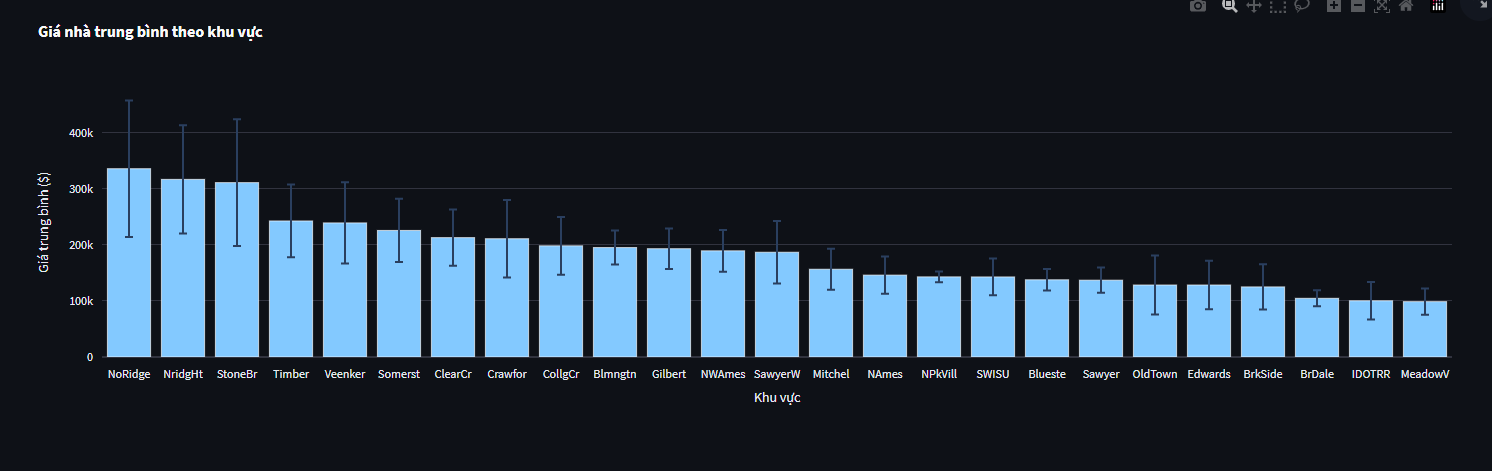 Giá nhà trung bình theo khu vực
Giá trung bình ($)
400k
300k
200k
100k
0
NoRidge NridgHt StoneBr Timber Veenker Somerst ClearCr Crawfor CollgCr Blmngtn Gilbert NWAmes SawyerW Mitchel NAmes NPkVill SWISU Blueste Sawyer OldTown Edwards BrkSide BrDale IDOTRR MeadowV
Khu vực